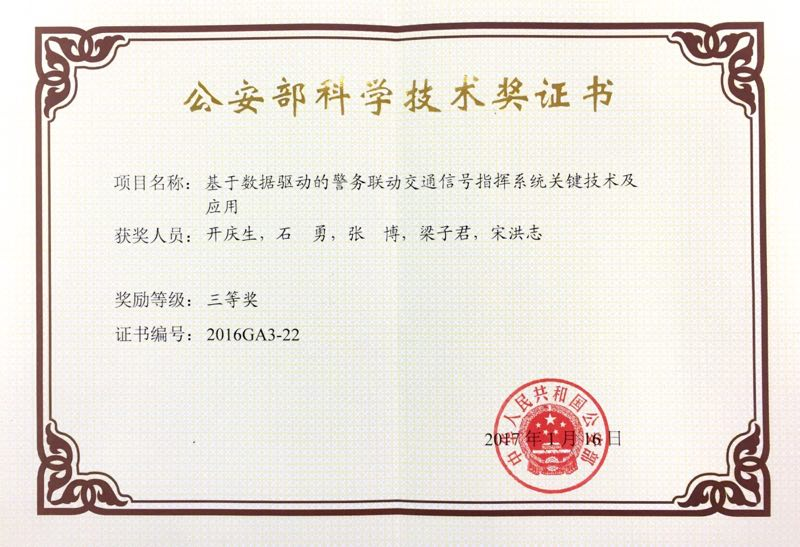 公安部科学技术奖证书
项目名称：基于数据驱动的警务联动交通信号指挥系统关键技术及
应用
获奖人员：开庆生，石　勇，张　博，梁子君，宋洪志
奖励等级：三等奖
证书编号：2016GA3-22
中华人民共和国公安部
2017年1月16日